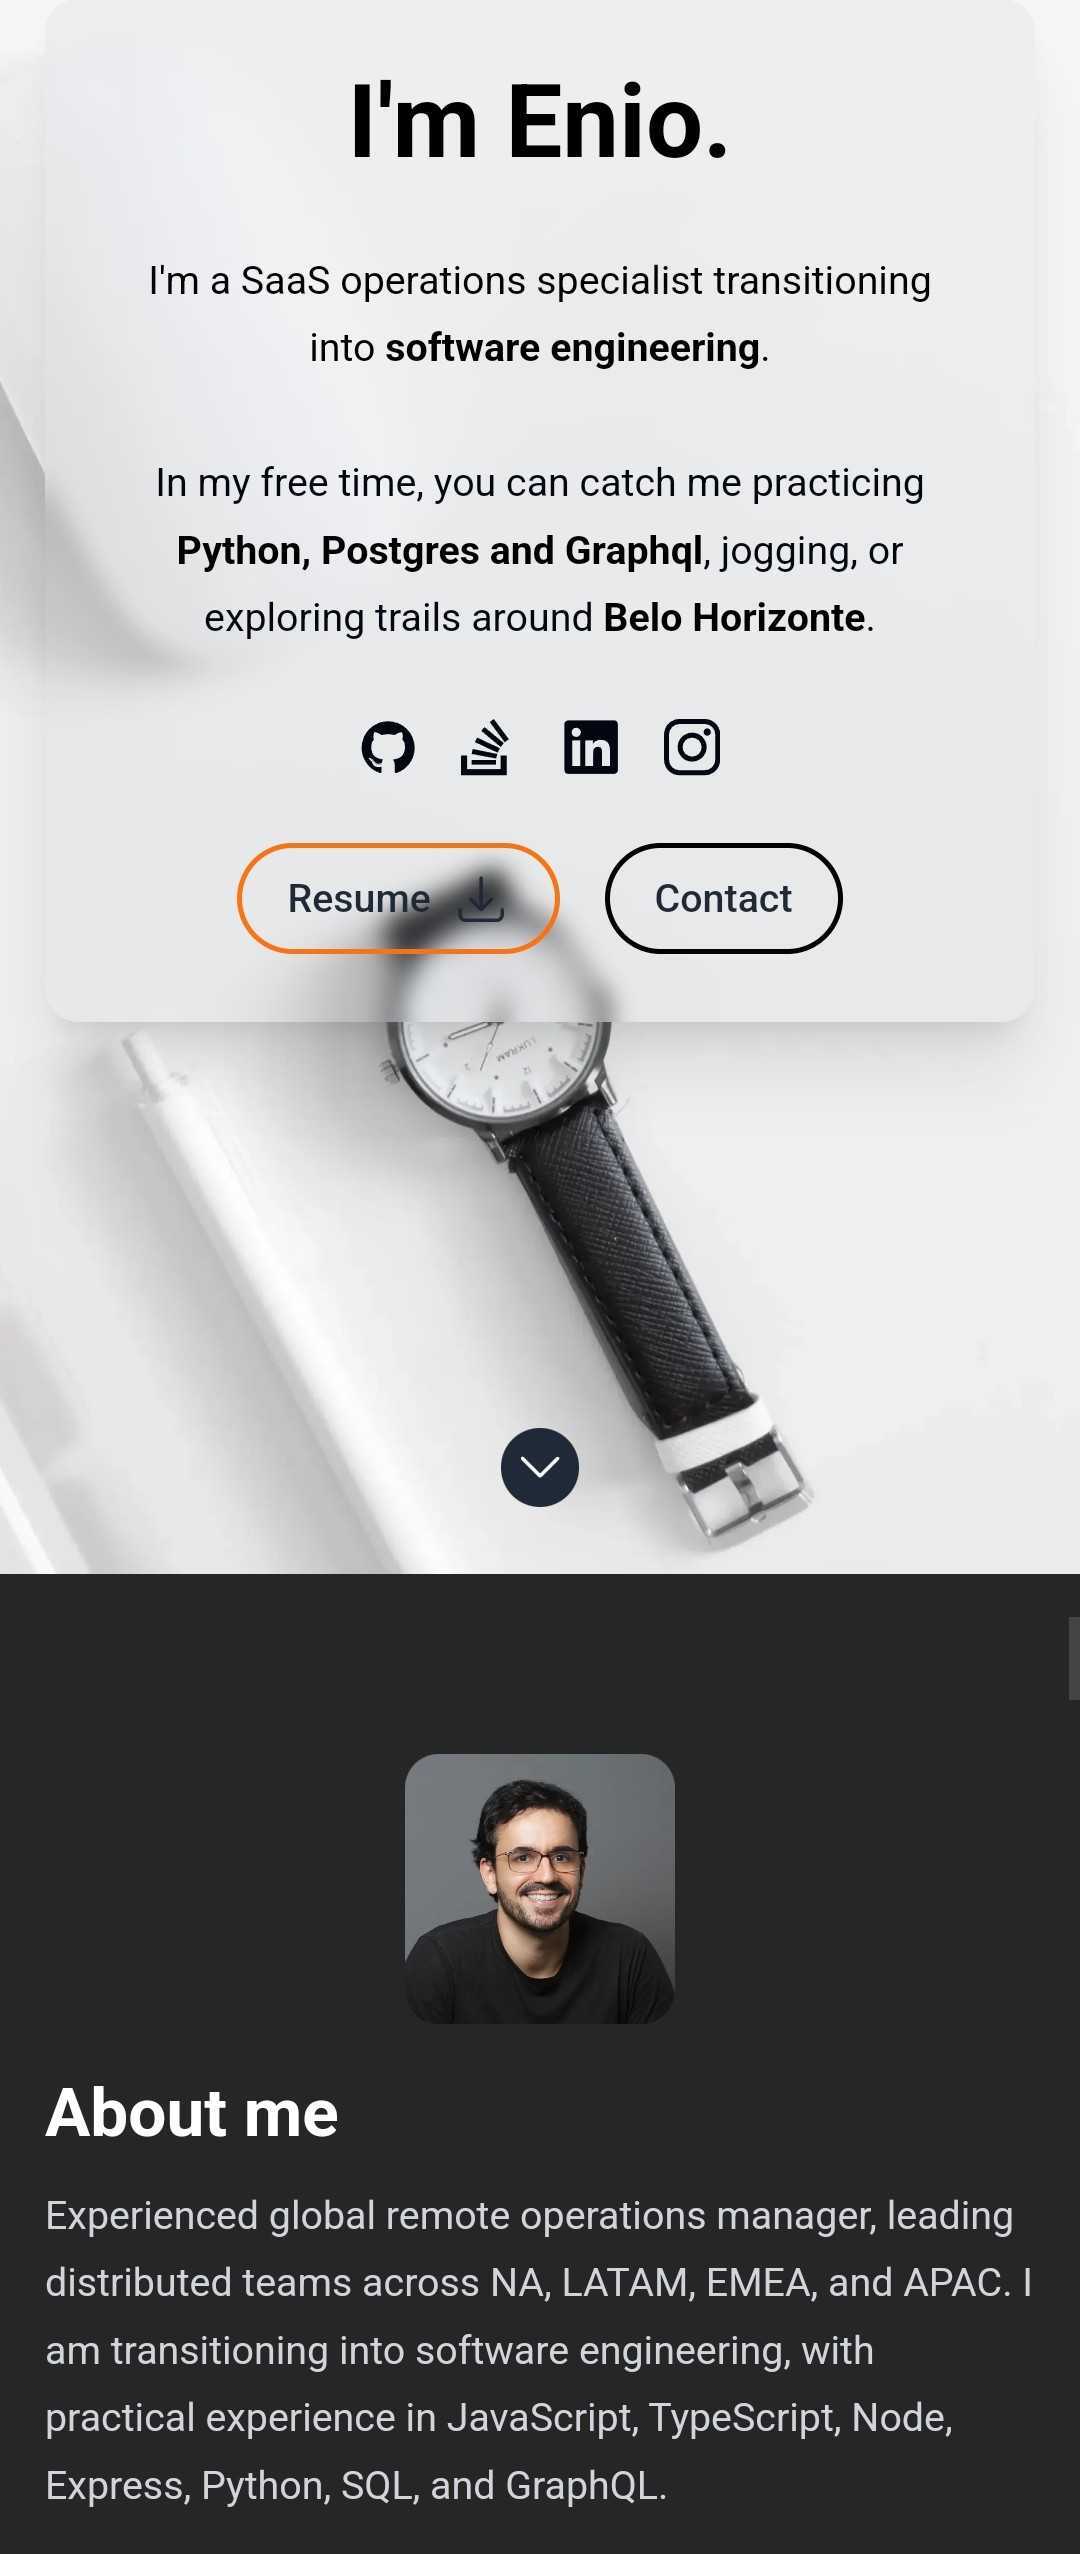 I'm Enio.
I'm a SaaS operations specialist transitioning
into software engineering.
In my free time, you can catch me practicing
Python, Postgres and Graphql, jogging, or
exploring trails around Belo Horizonte.
in
Resume
Contact
About me
Experienced global remote operations manager, leading
distributed teams across NA, LATAM, EMEA, and APAC. I
am transitioning into software engineering, with
practical experience in JavaScript, TypeScript, Node,
Express, Python, SQL, and GraphQL.